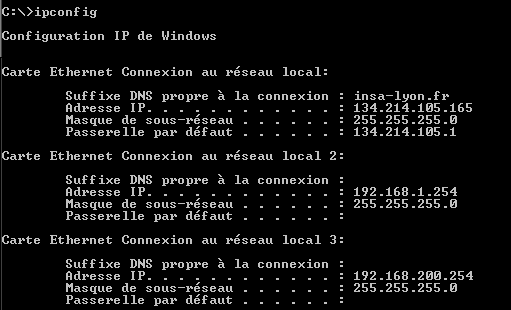 C:\>ipconfig
Configuration IP de Windows
Carte Ethernet Connexion au réseau local:
Suffixe DNS propre à la connexion : insa-lyon.fr
Adresse IP. . . . . . . . . . . . : 134.214.105.165
Masque de sous-réseau . . . . . . : 255.255.255.0
Passerelle par défaut . . . . . . : 134.214.105.1
Carte Ethernet Connexion au réseau local 2:
Suffixe DNS propre à la connexion :
Adresse IP. . . . . . . . . . . . : 192.168.1.254
Masque de sous-réseau . . . . . . : 255.255.255.0
Passerelle par défaut . . . . . . :
Carte Ethernet Connexion au réseau local 3:
Suffixe DNS propre à la connexion :
Adresse IP. . . . . . . . . . . . : 192.168.200.254
Masque de sous-réseau . . . . . . : 255.255.255.0
Passerelle par défaut . . . . . . :